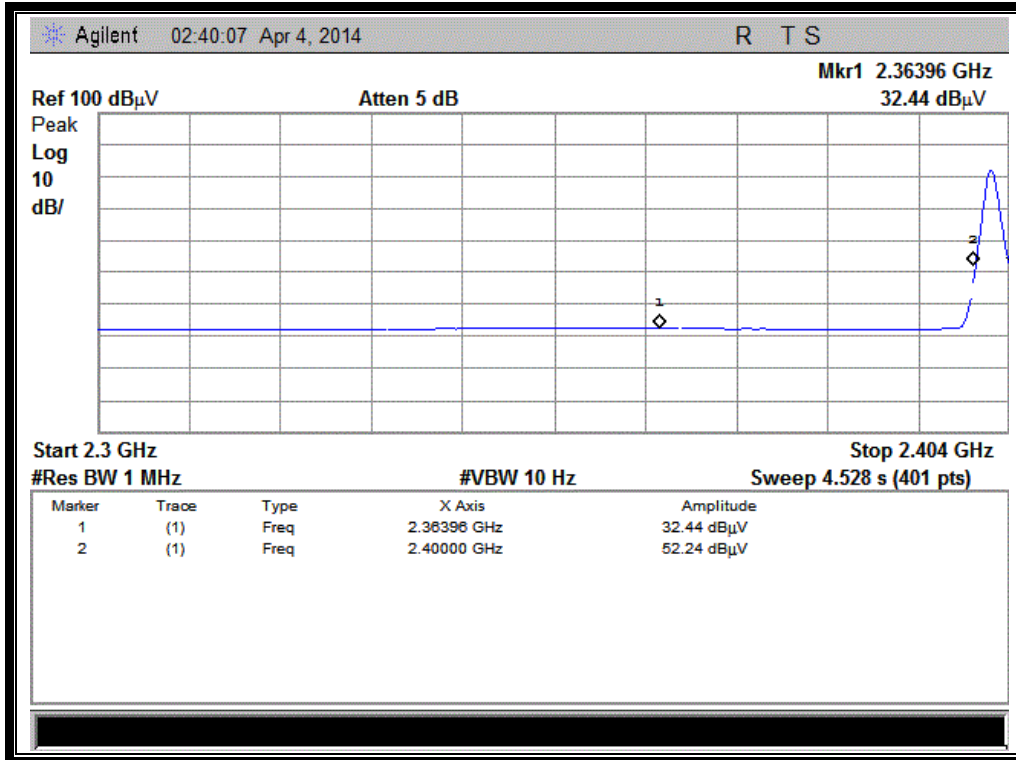 Agilent 02:40:07 Apr 4, 2014 R T S
Mkr1 2.36396 GHz
Ref 100 dBµV Atten 5 dB 32.44 dBµV
Peak
Log
10
dB/
2
1
Start 2.3 GHz Stop 2.404 GHz
#Res BW 1 MHz #VBW 10 Hz Sweep 4.528 s (401 pts)
Marker Trace Type X Axis Amplitude
1 (1) Freq 2.36396 GHz 32.44 dBµV
2 (1) Freq 2.40000 GHz 52.24 dBµV